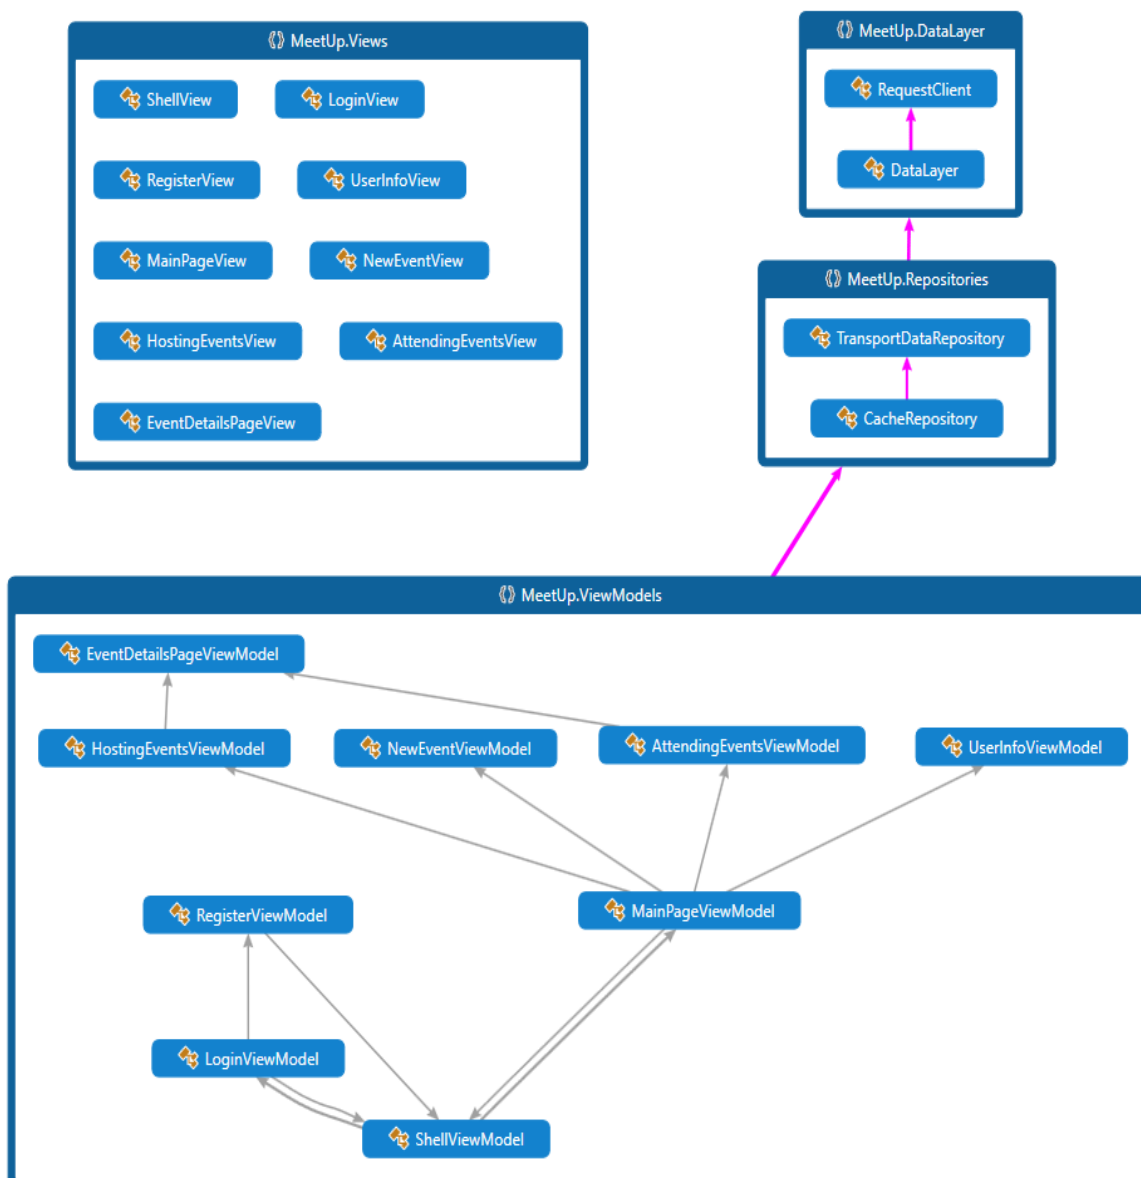 MeetUp.Views
ShellView
LoginView
RegisterView
UserInfoView
MainPageView
NewEventView
HostingEventsView
AttendingEventsView
EventDetailsPageView
MeetUp.DataLayer
RequestClient
DataLayer
MeetUp.Repositories
TransportDataRepository
CacheRepository
MeetUp.ViewModels
EventDetailsPageViewModel
HostingEventsViewModel
NewEventViewModel
AttendingEventsViewModel
UserInfoViewModel
RegisterViewModel
MainPageViewModel
LoginViewModel
ShellViewModel